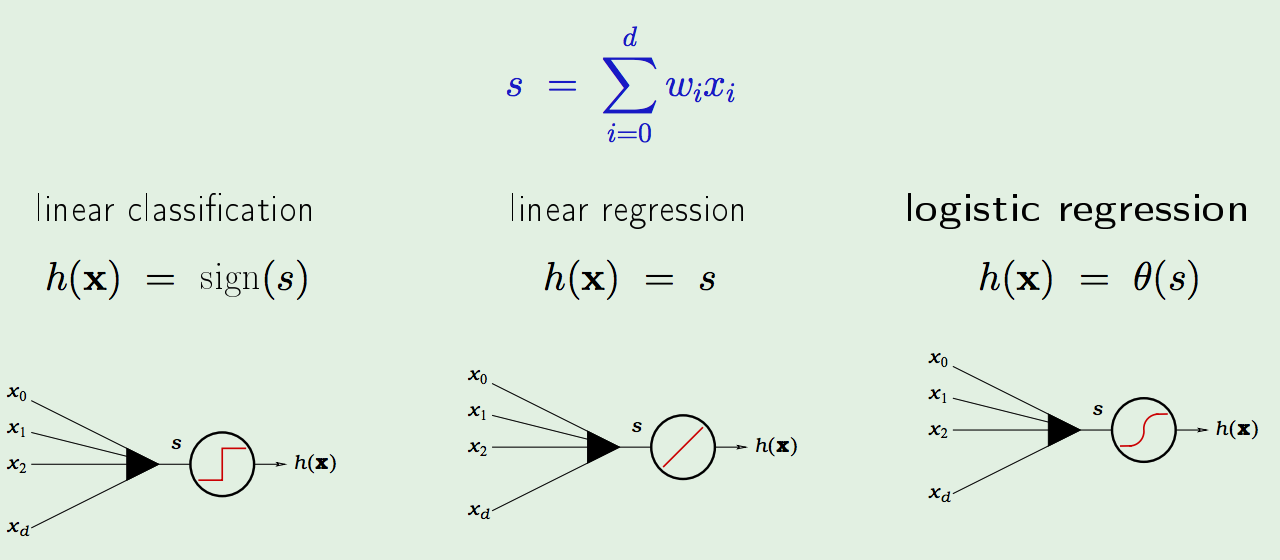 s = ∑_{i=0}^{d} w_i x_i
linear classification
h(𝐱) = sign(s)
x_0
x_1
x_2
x_d
s
h(𝐱)
linear regression
h(𝐱) = s
x_0
x_1
x_2
x_d
s
h(𝐱)
logistic regression
h(𝐱) = θ(s)
x_0
x_1
x_2
x_d
s
h(𝐱)